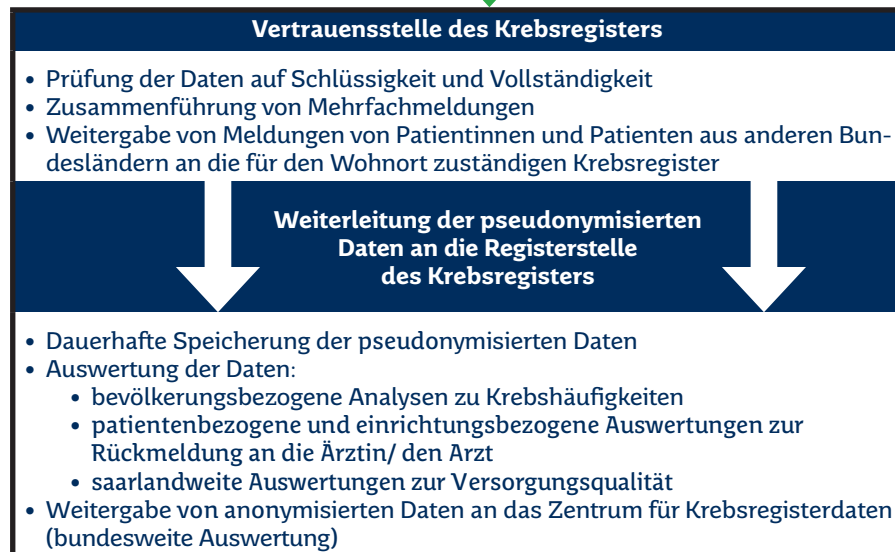 Vertrauensstelle des Krebsregisters
• Prüfung der Daten auf Schlüssigkeit und Vollständigkeit
• Zusammenführung von Mehrfachmeldungen
• Weitergabe von Meldungen von Patientinnen und Patienten aus anderen Bun-
desländern an die für den Wohnort zuständigen Krebsregister
Weiterleitung der pseudonymisierten
Daten an die Registerstelle
des Krebsregisters
• Dauerhafte Speicherung der pseudonymisierten Daten
• Auswertung der Daten:
• bevölkerungsbezogene Analysen zu Krebshäufigkeiten
• patientenbezogene und einrichtungsbezogene Auswertungen zur
Rückmeldung an die Ärztin/ den Arzt
• saarlandweite Auswertungen zur Versorgungsqualität
• Weitergabe von anonymisierten Daten an das Zentrum für Krebsregisterdaten
(bundesweite Auswertung)